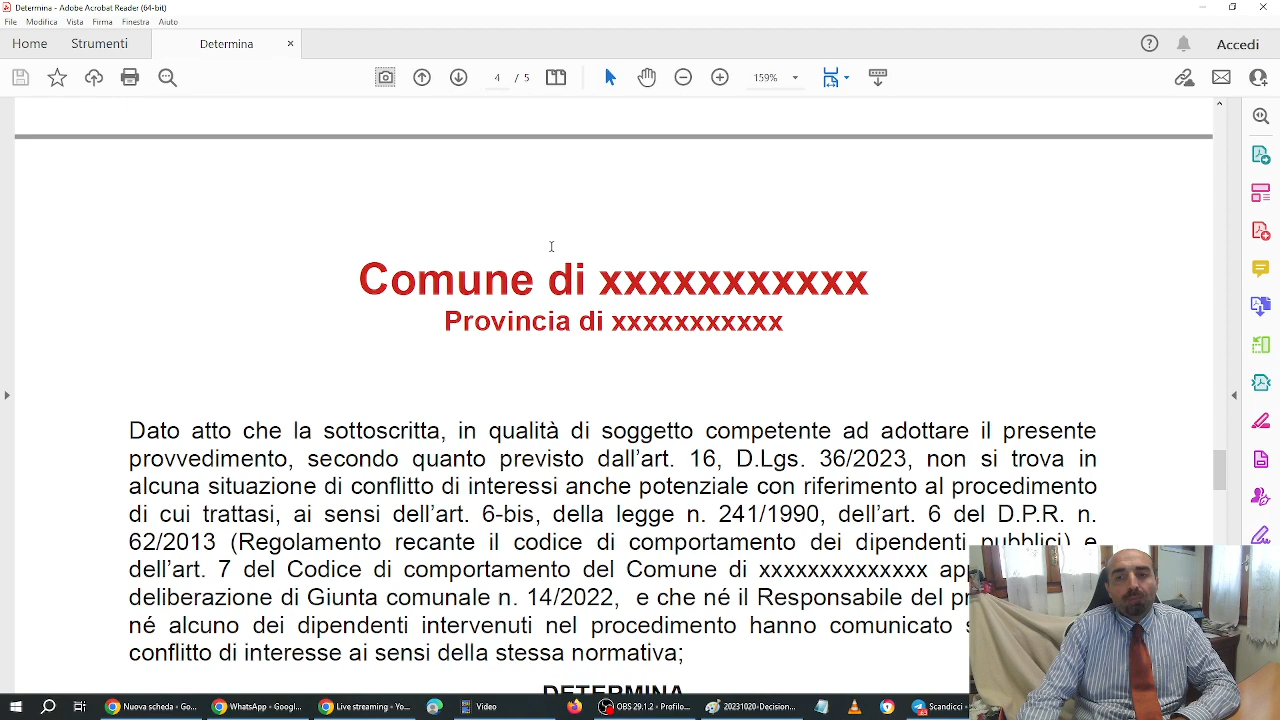 Determina - Adobe Acrobat Reader (64-bit)
File Modifica Vista Firma Finestra Aiuto
Home Strumenti Determina × Accedi
4 / 5 159%
Comune di xxxxxxxxxxx
Provincia di xxxxxxxxxxx
Dato atto che la sottoscritta, in qualità di soggetto competente ad adottare il presente
provvedimento, secondo quanto previsto dall'art. 16, D.Lgs. 36/2023, non si trova in
alcuna situazione di conflitto di interessi anche potenziale con riferimento al procedimento
di cui trattasi, ai sensi dell'art. 6-bis, della legge n. 241/1990, dell'art. 6 del D.P.R. n.
62/2013 (Regolamento recante il codice di comportamento dei dipendenti pubblici) e
dell'art. 7 del Codice di comportamento del Comune di xxxxxxxxxxxxxx
deliberazione di Giunta comunale n. 14/2022, e che né il Responsabile del
né alcuno dei dipendenti intervenuti nel procedimento hanno comunicato
conflitto di interesse ai sensi della stessa normativa;
DETERMINA
Nuova scheda - Go... WhatsApp - Googl... Live streaming - Yo... Video OBS 29.1.2 - Profilo... 20231020-Decision... Scandicci